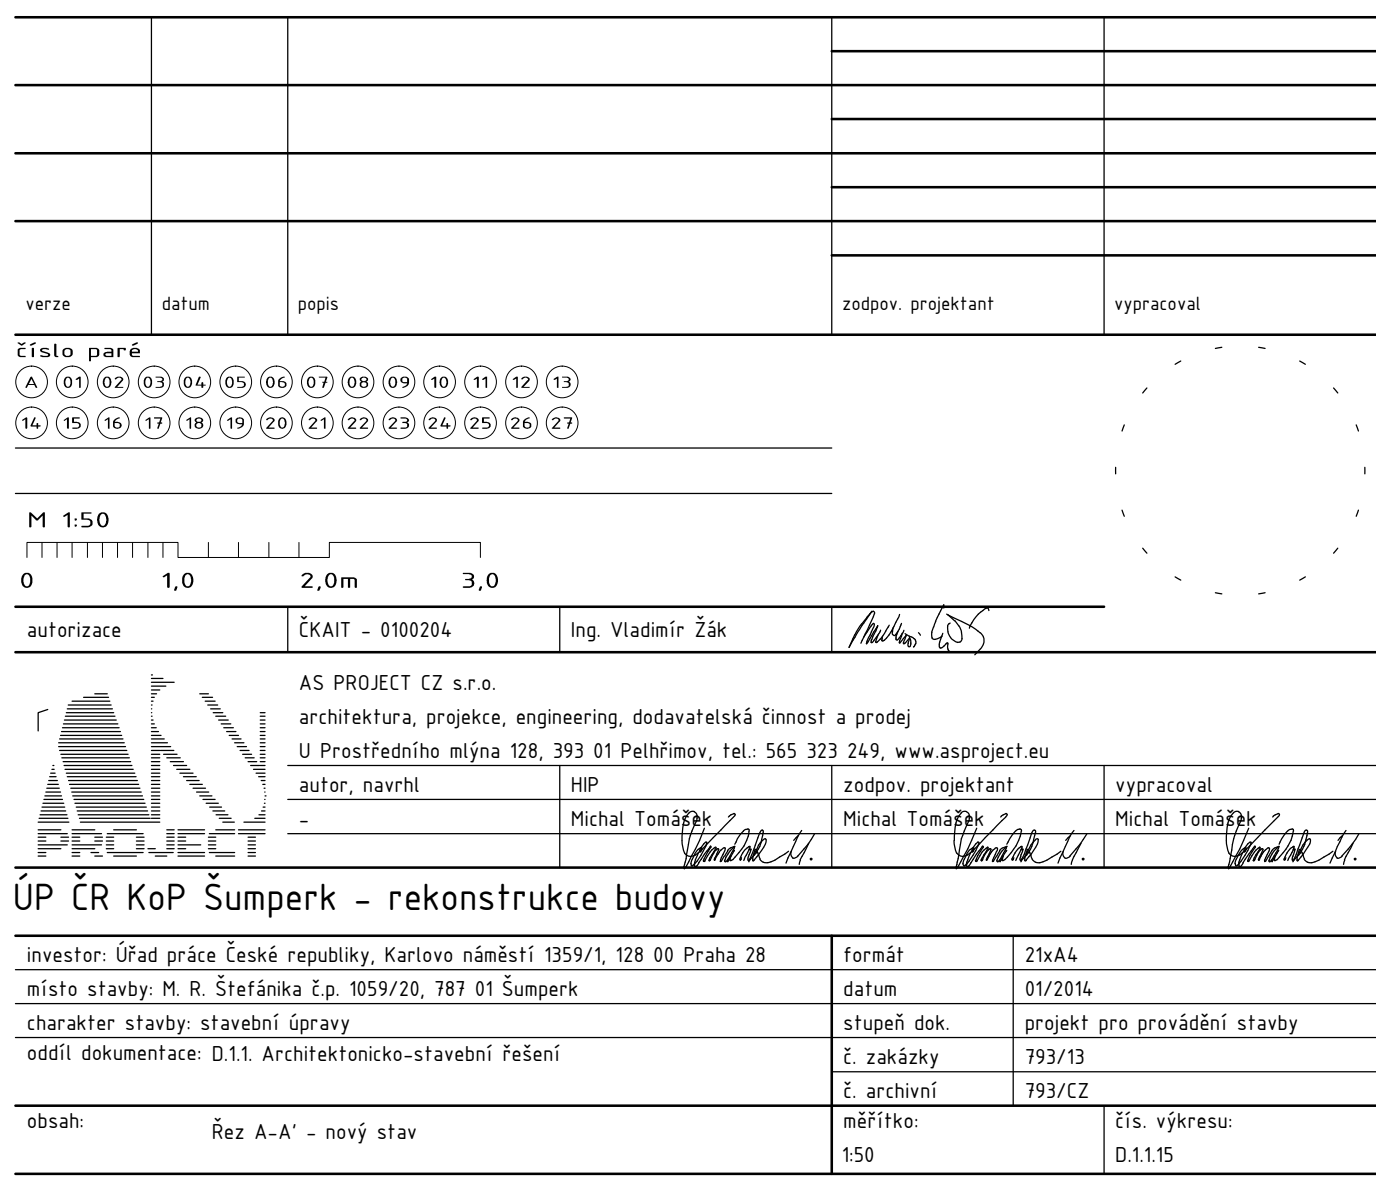 verze datum popis zodpov. projektant vypracoval
číslo paré
A 01 02 03 04 05 06 07 08 09 10 11 12 13
14 15 16 17 18 19 20 21 22 23 24 25 26 27
M 1:50
0 1,0 2,0m 3,0
autorizace ČKAIT - 0100204 Ing. Vladimír Žák
AS PROJECT CZ s.r.o.
architektura, projekce, engineering, dodavatelská činnost a prodej
U Prostředního mlýna 128, 393 01 Pelhřimov, tel.: 565 323 249, www.asproject.eu
PROJECT
autor, navrhl HIP zodpov. projektant vypracoval
- Michal Tomášek Michal Tomášek Michal Tomášek
ÚP ČR KoP Šumperk - rekonstrukce budovy
investor: Úřad práce České republiky, Karlovo náměstí 1359/1, 128 00 Praha 28 formát 21xA4
místo stavby: M. R. Štefánika č.p. 1059/20, 787 01 Šumperk datum 01/2014
charakter stavby: stavební úpravy stupeň dok. projekt pro provádění stavby
oddíl dokumentace: D.1.1. Architektonicko-stavební řešení č. zakázky 793/13
č. archivní 793/CZ
obsah: Řez A-A' - nový stav měřítko: čís. výkresu:
1:50 D.1.1.15